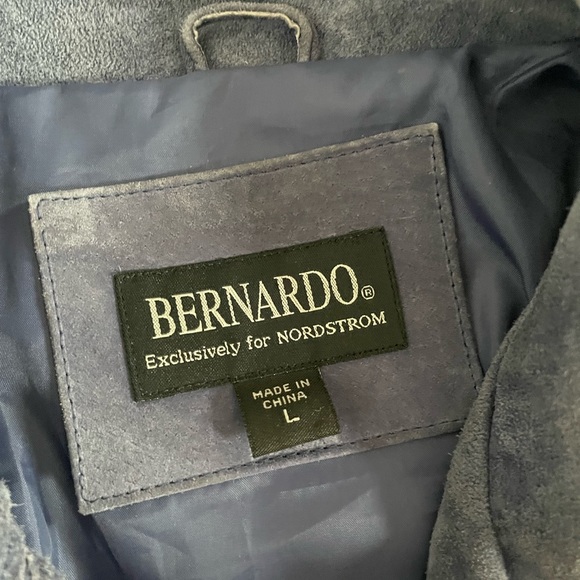 BERNARDO®
Exclusively for NORDSTROM
MADE IN
CHINA
L